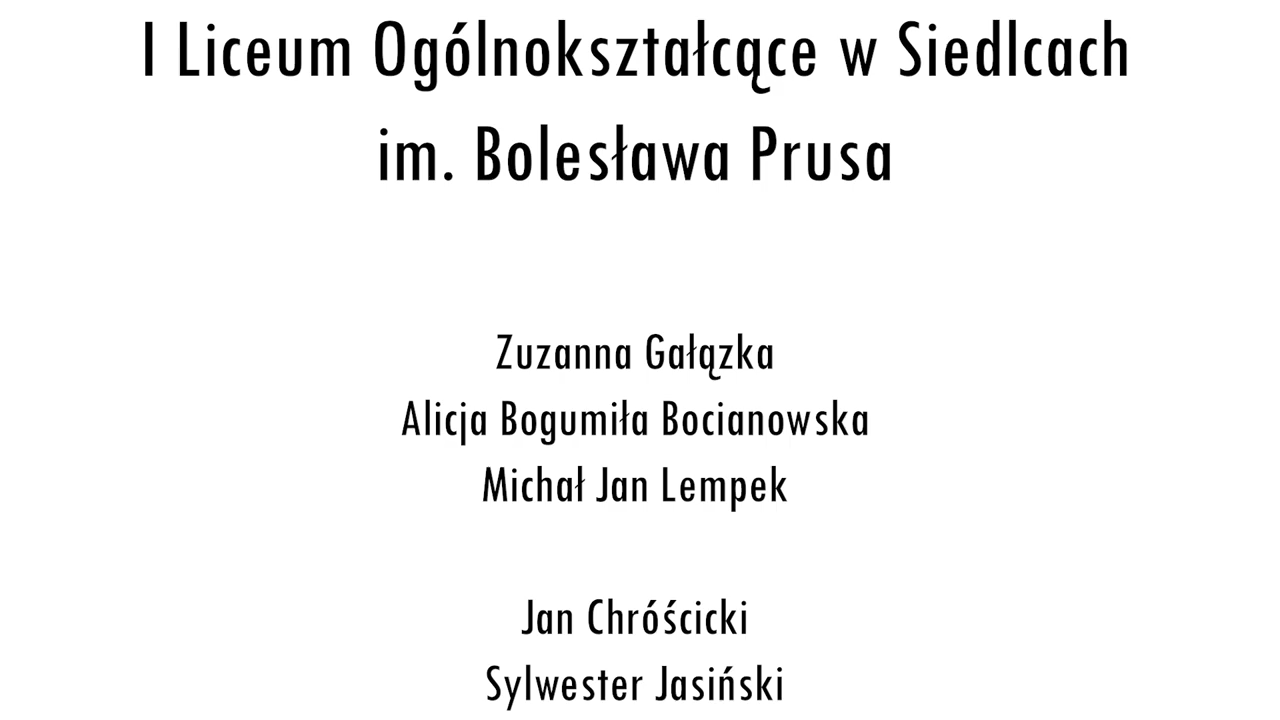 I Liceum Ogólnokształcące w Siedlcach
im. Bolesława Prusa
Zuzanna Gałązka
Alicja Bogumiła Bocianowska
Michał Jan Lempek
Jan Chróścicki
Sylwester Jasiński